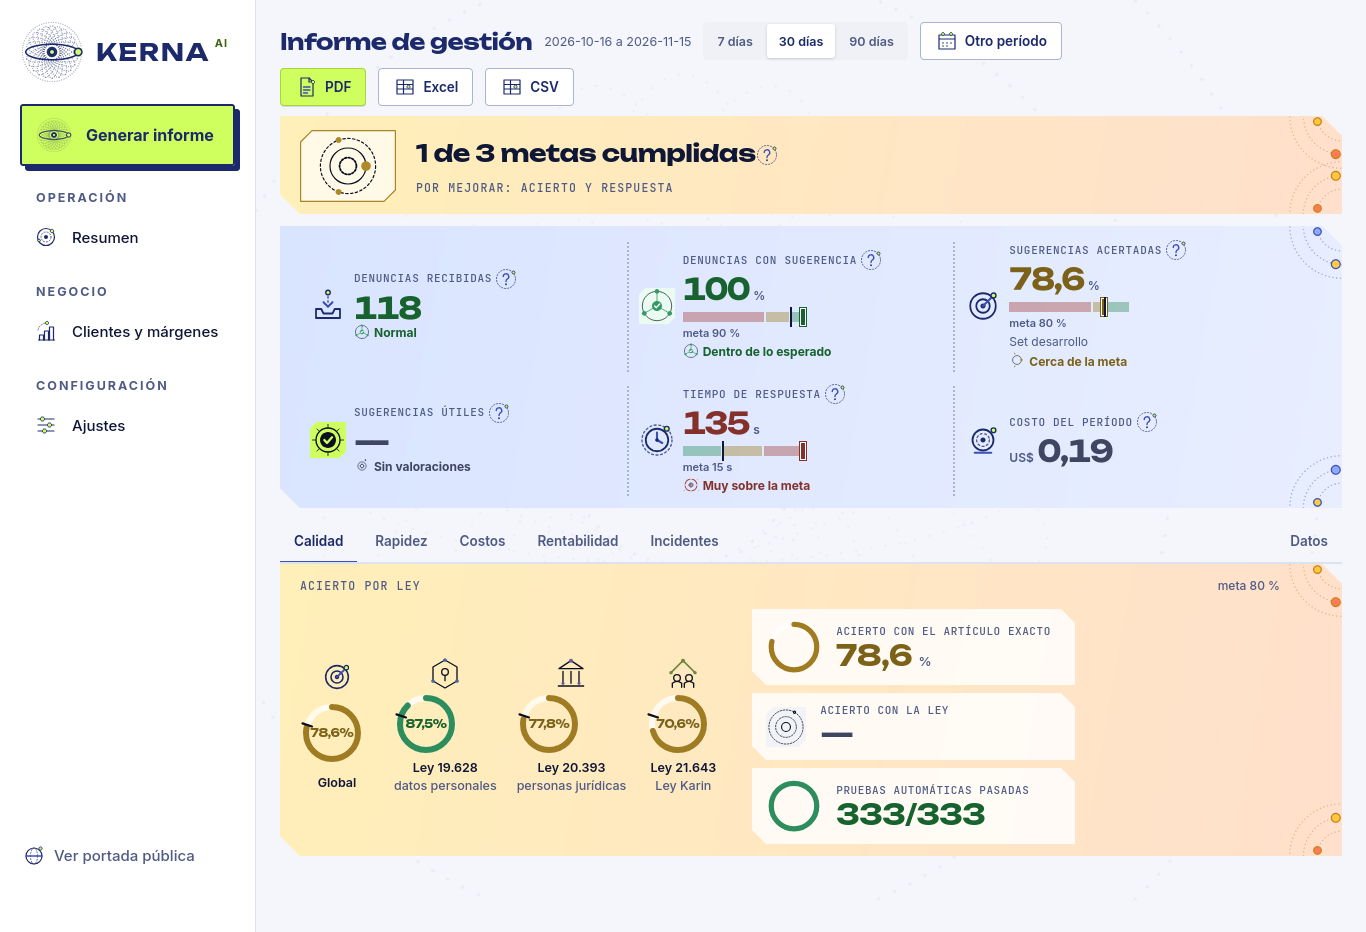 KERNA AI
Generar informe
OPERACIÓN
Resumen
NEGOCIO
Clientes y márgenes
CONFIGURACIÓN
Ajustes
Ver portada pública
Informe de gestión 2026-10-16 a 2026-11-15 7 días 30 días 90 días Otro período
PDF Excel CSV
1 de 3 metas cumplidas ?
POR MEJORAR: ACIERTO Y RESPUESTA
DENUNCIAS RECIBIDAS ?
118
Normal
DENUNCIAS CON SUGERENCIA ?
100 %
meta 90 %
Dentro de lo esperado
SUGERENCIAS ACERTADAS ?
78,6 %
meta 80 %
Set desarrollo
Cerca de la meta
SUGERENCIAS ÚTILES ?
—
Sin valoraciones
TIEMPO DE RESPUESTA ?
135 s
meta 15 s
Muy sobre la meta
COSTO DEL PERÍODO ?
US$ 0,19
Calidad Rapidez Costos Rentabilidad Incidentes Datos
ACIERTO POR LEY meta 80 %
78,6%
Global
87,5%
Ley 19.628
datos personales
77,8%
Ley 20.393
personas jurídicas
70,6%
Ley 21.643
Ley Karin
ACIERTO CON EL ARTÍCULO EXACTO
78,6 %
ACIERTO CON LA LEY
—
PRUEBAS AUTOMÁTICAS PASADAS
333/333